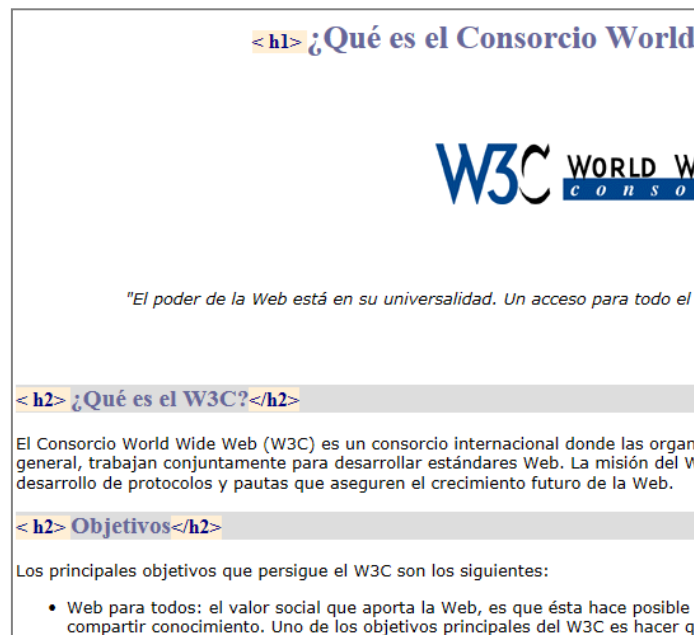 < h1> ¿Qué es el Consorcio World
W3C WORLD W
c o n s o
"El poder de la Web está en su universalidad. Un acceso para todo el
< h2> ¿Qué es el W3C?</h2>
El Consorcio World Wide Web (W3C) es un consorcio internacional donde las organ
general, trabajan conjuntamente para desarrollar estándares Web. La misión del W
desarrollo de protocolos y pautas que aseguren el crecimiento futuro de la Web.
< h2> Objetivos</h2>
Los principales objetivos que persigue el W3C son los siguientes:
• Web para todos: el valor social que aporta la Web, es que ésta hace posible
compartir conocimiento. Uno de los objetivos principales del W3C es hacer q